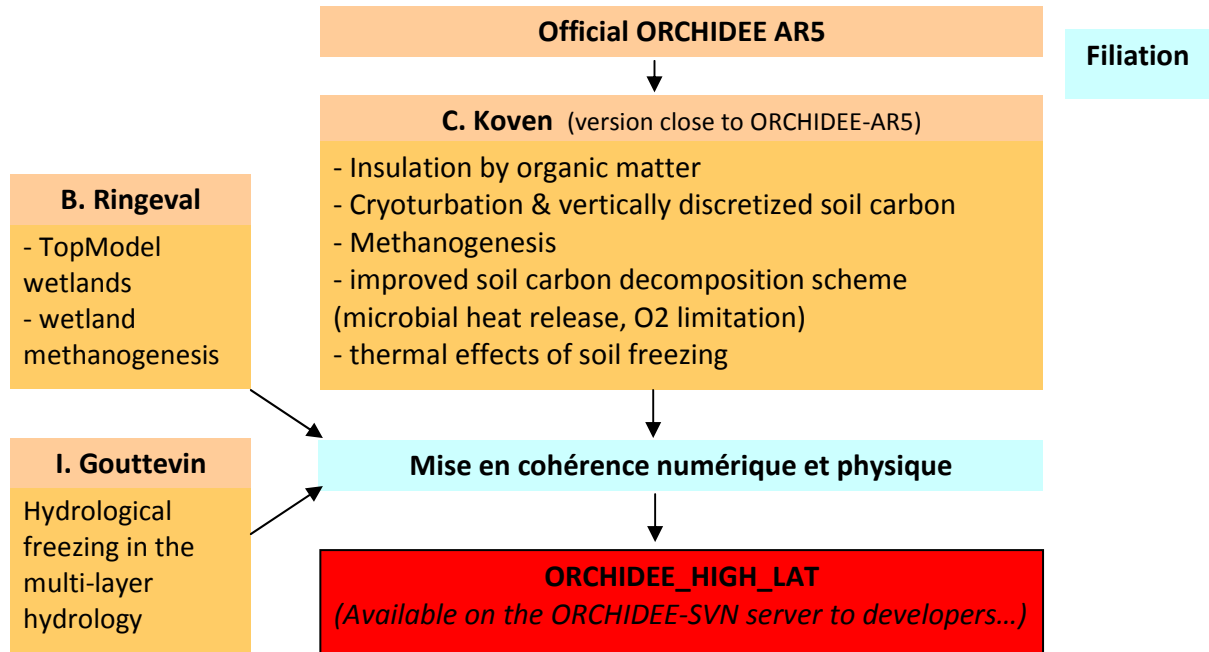 Official ORCHIDEE AR5
Filiation
C. Koven (version close to ORCHIDEE-AR5)
- Insulation by organic matter
- Cryoturbation & vertically discretized soil carbon
- Methanogenesis
- improved soil carbon decomposition scheme
(microbial heat release, O2 limitation)
- thermal effects of soil freezing
B. Ringeval
- TopModel
wetlands
- wetland
methanogenesis
I. Gouttevin
Hydrological
freezing in the
multi-layer
hydrology
Mise en cohérence numérique et physique
ORCHIDEE_HIGH_LAT
(Available on the ORCHIDEE-SVN server to developers…)